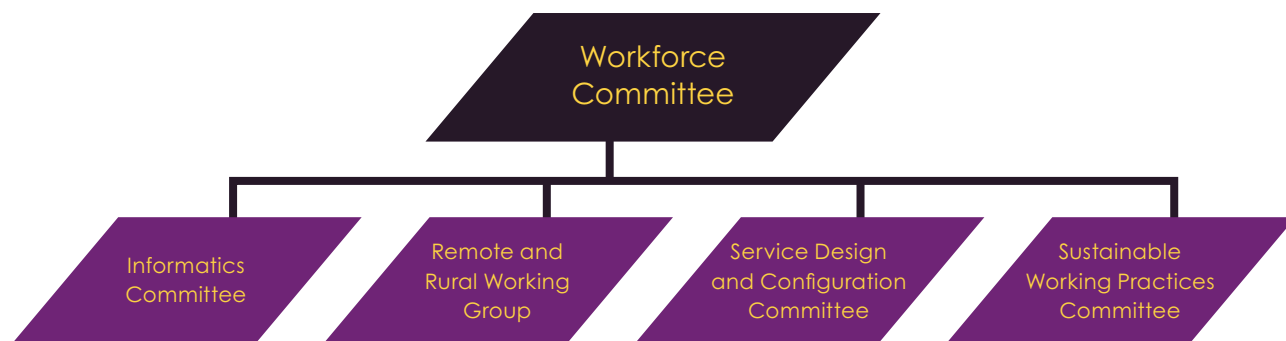 Workforce
Committee
Informatics
Committee
Remote and
Rural Working
Group
Service Design
and Configuration
Committee
Sustainable
Working Practices
Committee